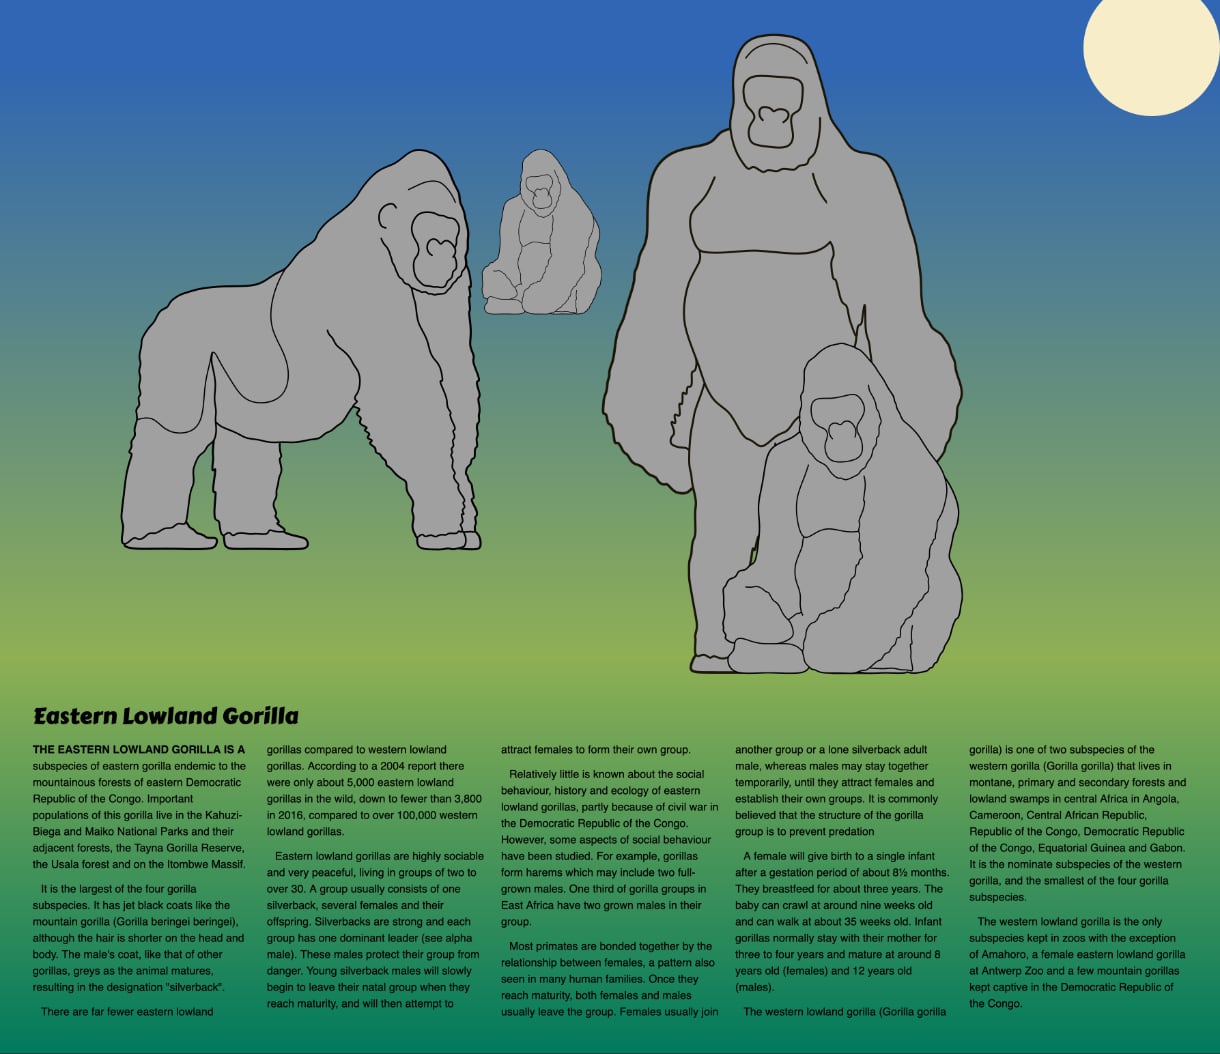 Eastern Lowland Gorilla
THE EASTERN LOWLAND GORILLA IS A
subspecies of eastern gorilla endemic to the
mountainous forests of eastern Democratic
Republic of the Congo. Important
populations of this gorilla live in the Kahuzi-
Biega and Maiko National Parks and their
adjacent forests, the Tayna Gorilla Reserve,
the Usala forest and on the Itombwe Massif.
It is the largest of the four gorilla
subspecies. It has jet black coats like the
mountain gorilla (Gorilla beringei beringei),
although the hair is shorter on the head and
body. The male's coat, like that of other
gorillas, greys as the animal matures,
resulting in the designation "silverback".
There are far fewer eastern lowland
gorillas compared to western lowland
gorillas. According to a 2004 report there
were only about 5,000 eastern lowland
gorillas in the wild, down to fewer than 3,800
in 2016, compared to over 100,000 western
lowland gorillas.
Eastern lowland gorillas are highly sociable
and very peaceful, living in groups of two to
over 30. A group usually consists of one
silverback, several females and their
offspring. Silverbacks are strong and each
group has one dominant leader (see alpha
male). These males protect their group from
danger. Young silverback males will slowly
begin to leave their natal group when they
reach maturity, and will then attempt to
attract females to form their own group.
Relatively little is known about the social
behaviour, history and ecology of eastern
lowland gorillas, partly because of civil war in
the Democratic Republic of the Congo.
However, some aspects of social behaviour
have been studied. For example, gorillas
form harems which may include two full-
grown males. One third of gorilla groups in
East Africa have two grown males in their
group.
Most primates are bonded together by the
relationship between females, a pattern also
seen in many human families. Once they
reach maturity, both females and males
usually leave the group. Females usually join
another group or a lone silverback adult
male, whereas males may stay together
temporarily, until they attract females and
establish their own groups. It is commonly
believed that the structure of the gorilla
group is to prevent predation
A female will give birth to a single infant
after a gestation period of about 8½ months.
They breastfeed for about three years. The
baby can crawl at around nine weeks old
and can walk at about 35 weeks old. Infant
gorillas normally stay with their mother for
three to four years and mature at around 8
years old (females) and 12 years old
(males).
The western lowland gorilla (Gorilla gorilla
gorilla) is one of two subspecies of the
western gorilla (Gorilla gorilla) that lives in
montane, primary and secondary forests and
lowland swamps in central Africa in Angola,
Cameroon, Central African Republic,
Republic of the Congo, Democratic Republic
of the Congo, Equatorial Guinea and Gabon.
It is the nominate subspecies of the western
gorilla, and the smallest of the four gorilla
subspecies.
The western lowland gorilla is the only
subspecies kept in zoos with the exception
of Amahoro, a female eastern lowland gorilla
at Antwerp Zoo and a few mountain gorillas
kept captive in the Democratic Republic of
the Congo.